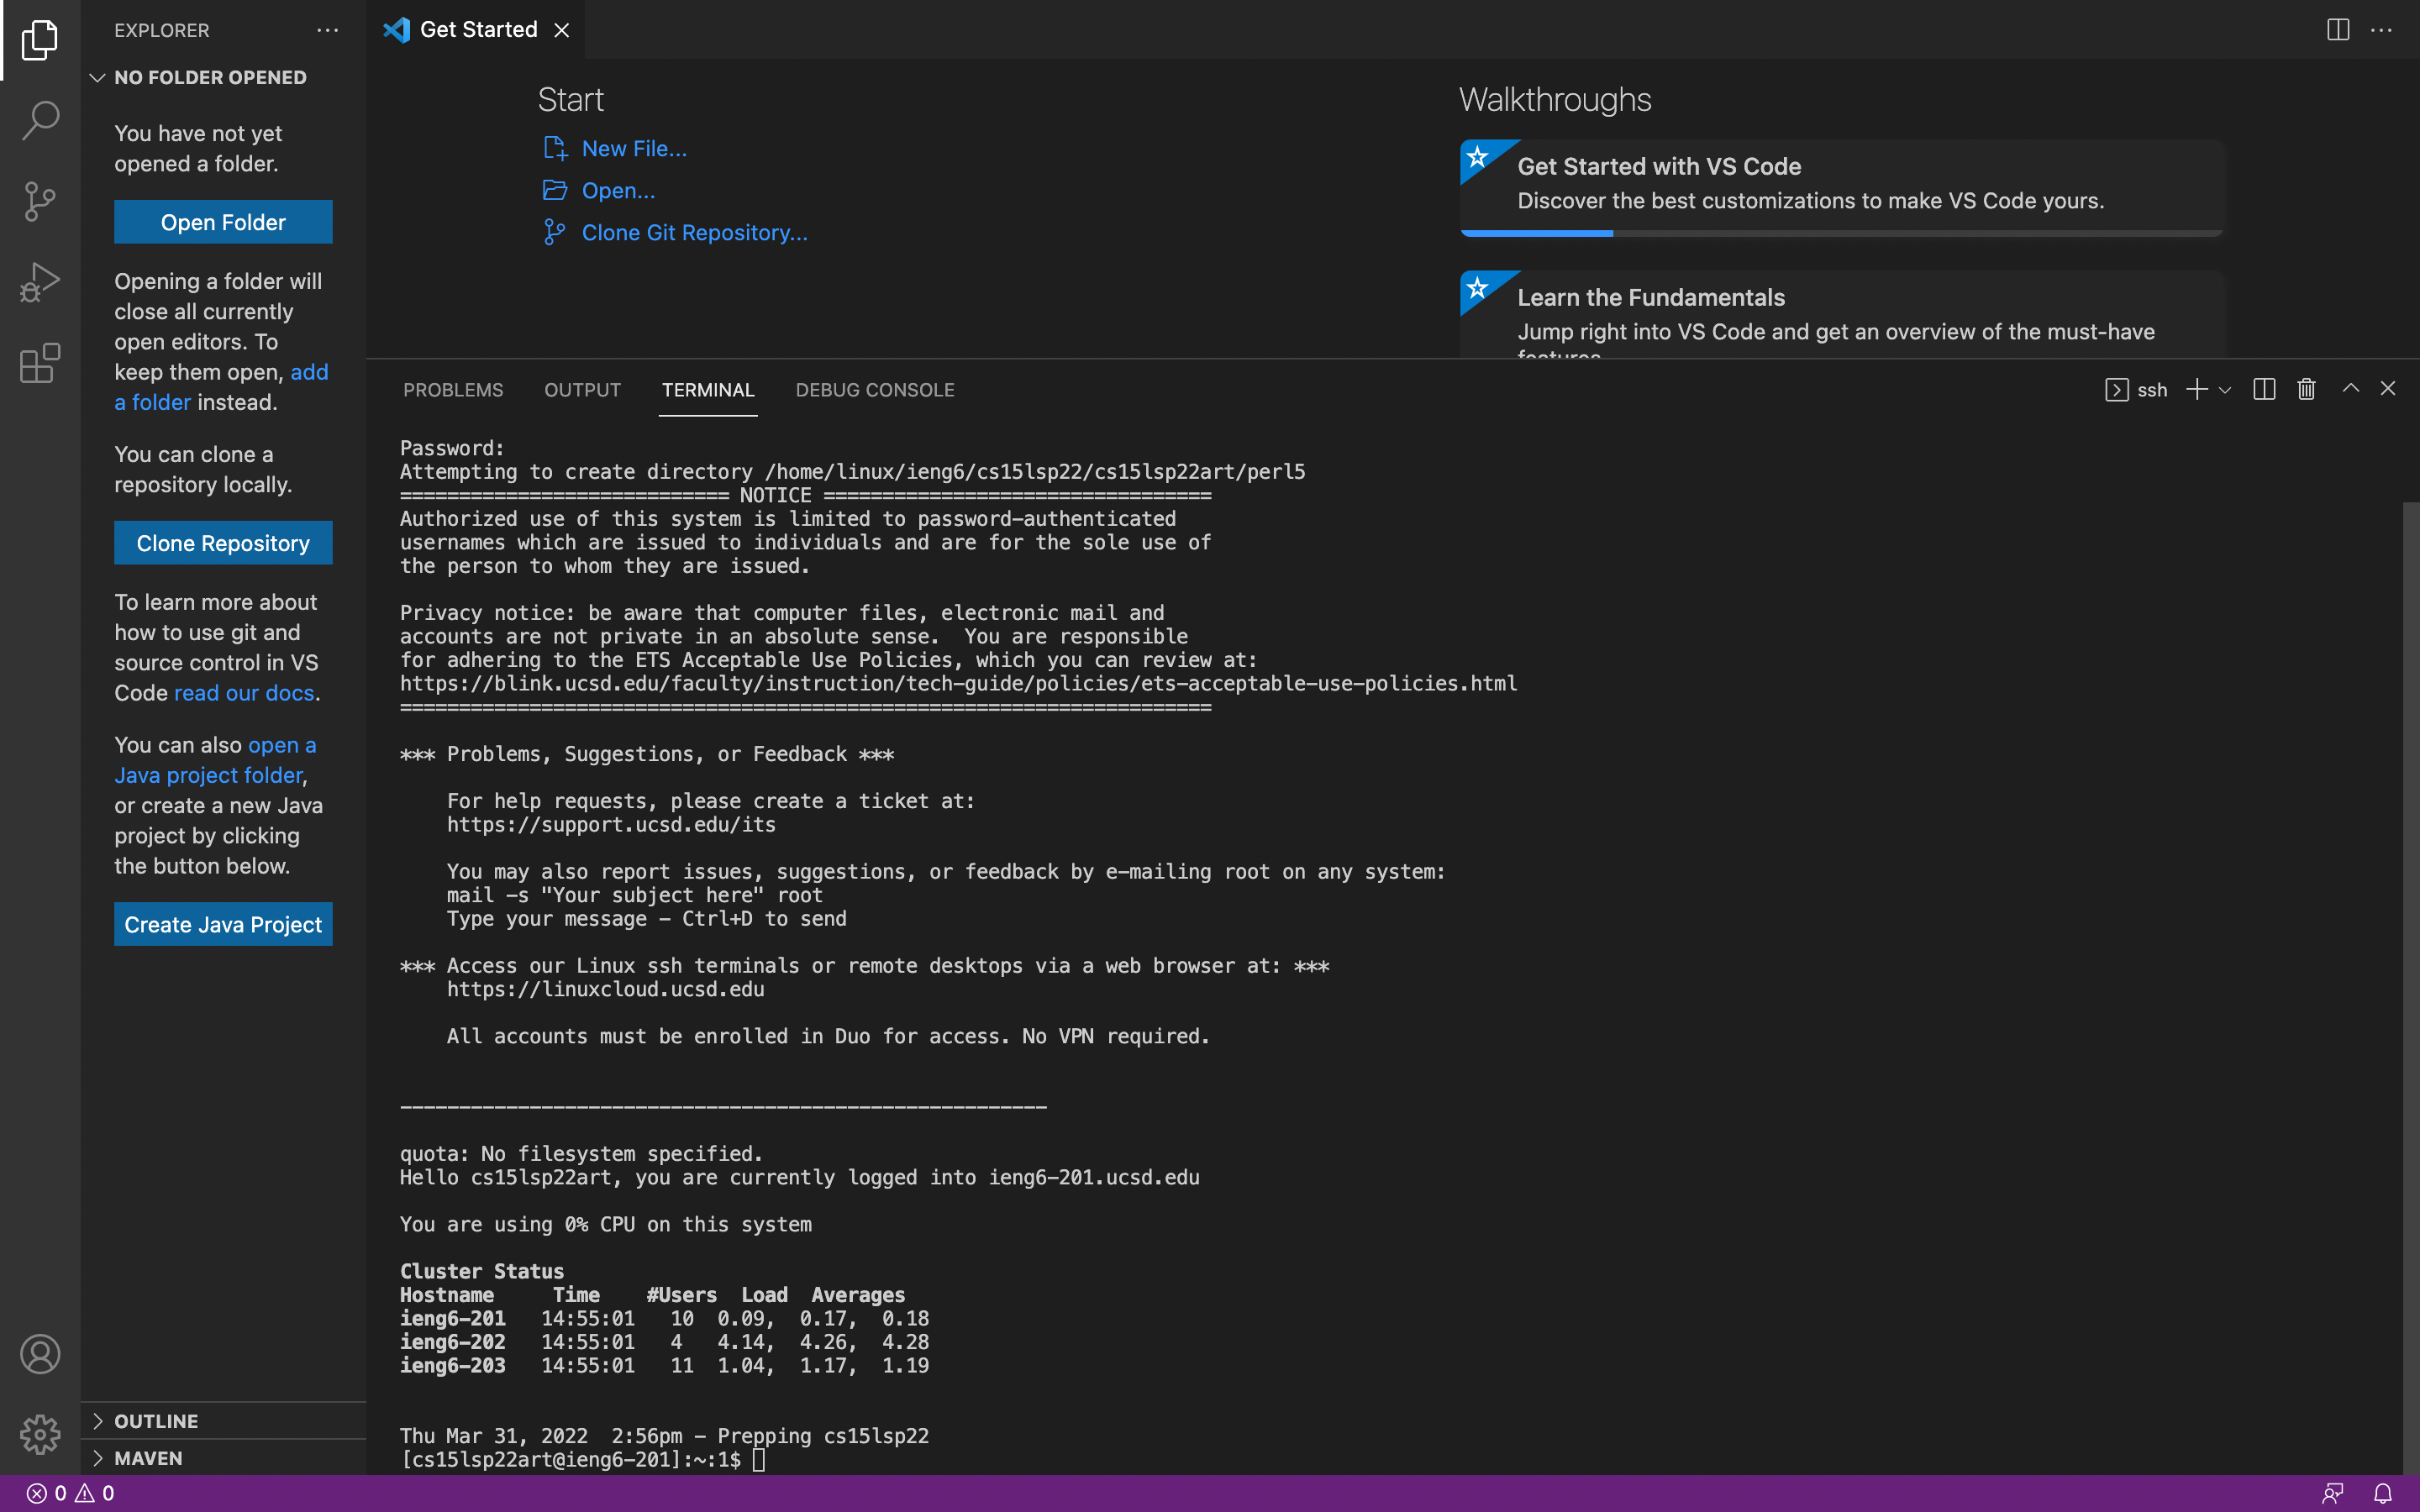 EXPLORER
NO FOLDER OPENED
You have not yet
opened a folder.
Open Folder
Opening a folder will
close all currently
open editors. To
keep them open, add
a folder instead.
You can clone a
repository locally.
Clone Repository
To learn more about
how to use git and
source control in VS
Code read our docs.
You can also open a
Java project folder,
or create a new Java
project by clicking
the button below.
Create Java Project
OUTLINE
MAVEN
Get Started
Start
New File...
Open...
Clone Git Repository...
Walkthroughs
Get Started with VS Code
Discover the best customizations to make VS Code yours.
Learn the Fundamentals
Jump right into VS Code and get an overview of the must-have
features
PROBLEMS OUTPUT TERMINAL DEBUG CONSOLE
ssh
Password:
Attempting to create directory /home/linux/ieng6/cs15lsp22/cs15lsp22art/perl5
============================ NOTICE =================================
Authorized use of this system is limited to password-authenticated
usernames which are issued to individuals and are for the sole use of
the person to whom they are issued.
Privacy notice: be aware that computer files, electronic mail and
accounts are not private in an absolute sense.  You are responsible
for adhering to the ETS Acceptable Use Policies, which you can review at:
https://blink.ucsd.edu/faculty/instruction/tech-guide/policies/ets-acceptable-use-policies.html
=====================================================================
*** Problems, Suggestions, or Feedback ***
For help requests, please create a ticket at:
https://support.ucsd.edu/its
You may also report issues, suggestions, or feedback by e-mailing root on any system:
mail -s "Your subject here" root
Type your message - Ctrl+D to send
*** Access our Linux ssh terminals or remote desktops via a web browser at: ***
https://linuxcloud.ucsd.edu
All accounts must be enrolled in Duo for access. No VPN required.
-------------------------------------------------------
quota: No filesystem specified.
Hello cs15lsp22art, you are currently logged into ieng6-201.ucsd.edu
You are using 0% CPU on this system
Cluster Status
Hostname     Time    #Users  Load  Averages
ieng6-201   14:55:01   10  0.09,  0.17,  0.18
ieng6-202   14:55:01   4   4.14,  4.26,  4.28
ieng6-203   14:55:01   11  1.04,  1.17,  1.19
Thu Mar 31, 2022  2:56pm - Prepping cs15lsp22
[cs15lsp22art@ieng6-201]:~:1$
0 0